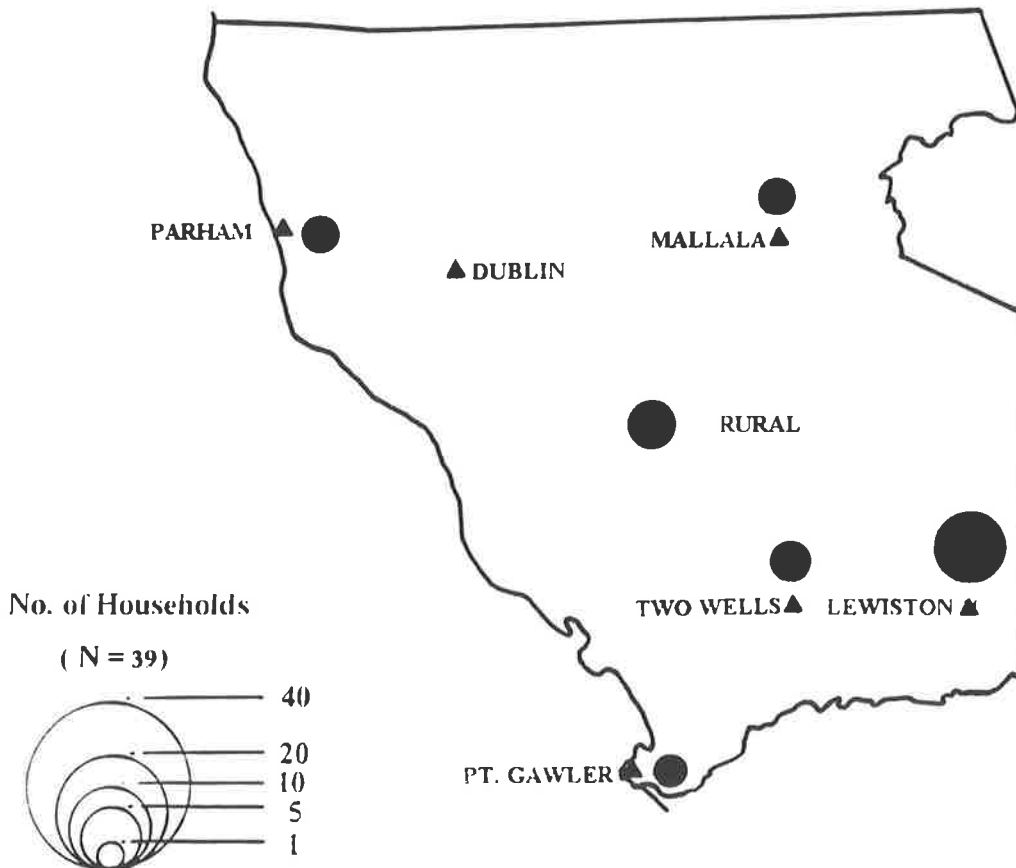 PARHAM
MALLALA
DUBLIN
RURAL
TWO WELLS
LEWISTON
PT. GAWLER
No. of Households
( N = 39)
40
20
10
5
1